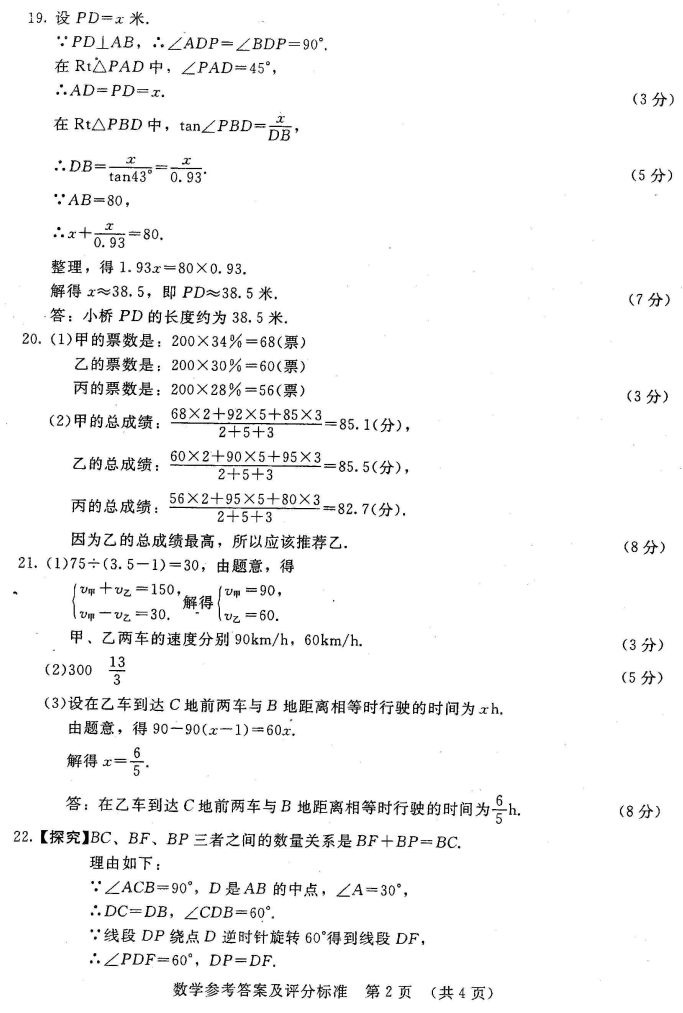 19. 设 PD=x 米.
∵PD⊥AB，∴∠ADP=∠BDP=90°.
在 Rt△PAD 中，∠PAD=45°，
∴AD=PD=x. (3 分)
在 Rt△PBD 中，tan∠PBD=x/DB，
∴DB=x/tan43°=x/0.93. (5 分)
∵AB=80，
∴x+x/0.93=80.
整理，得 1.93x=80×0.93.
解得 x≈38.5，即 PD≈38.5 米. (7 分)
答：小桥 PD 的长度约为 38.5 米.
20. (1)甲的票数是：200×34%=68(票)
乙的票数是：200×30%=60(票)
丙的票数是：200×28%=56(票) (3 分)
(2)甲的总成绩：(68×2+92×5+85×3)/(2+5+3)=85.1(分)，
乙的总成绩：(60×2+90×5+95×3)/(2+5+3)=85.5(分)，
丙的总成绩：(56×2+95×5+80×3)/(2+5+3)=82.7(分).
因为乙的总成绩最高，所以应该推荐乙. (8 分)
21. (1)75÷(3.5-1)=30，由题意，得
{v甲+v乙=150， 解得 {v甲=90，
v甲-v乙=30. v乙=60.
甲、乙两车的速度分别 90km/h，60km/h. (3 分)
(2)300 13/3 (5 分)
(3)设在乙车到达 C 地前两车与 B 地距离相等时行驶的时间为 x h.
由题意，得 90-90(x-1)=60x.
解得 x=6/5.
答：在乙车到达 C 地前两车与 B 地距离相等时行驶的时间为 6/5 h. (8 分)
22.【探究】BC、BF、BP 三者之间的数量关系是 BF+BP=BC.
理由如下：
∵∠ACB=90°，D 是 AB 的中点，∠A=30°，
∴DC=DB，∠CDB=60°.
∵线段 DP 绕点 D 逆时针旋转 60°得到线段 DF，
∴∠PDF=60°，DP=DF.
数学参考答案及评分标准 第 2 页 (共 4 页)